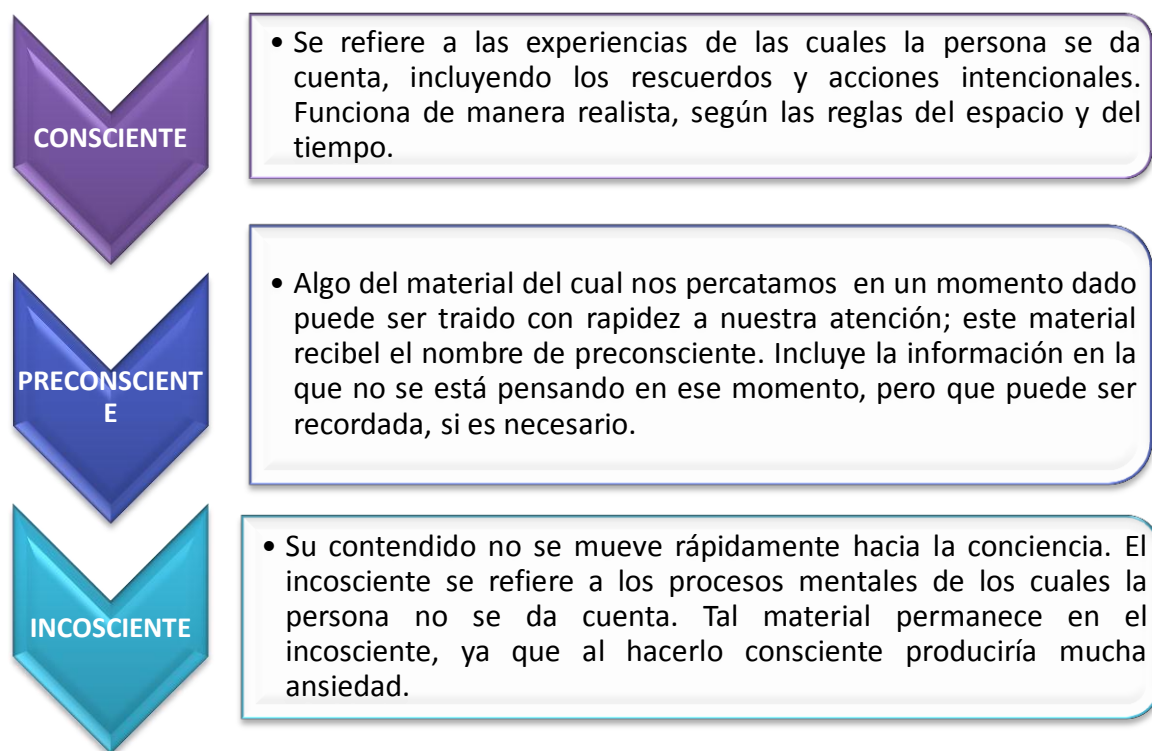 CONSCIENTE
• Se refiere a las experiencias de las cuales la persona se da
cuenta, incluyendo los rescuerdos y acciones intencionales.
Funciona de manera realista, según las reglas del espacio y del
tiempo.
PRECONSCIENT
E
• Algo del material del cual nos percatamos en un momento dado
puede ser traido con rapidez a nuestra atención; este material
recibel el nombre de preconsciente. Incluye la información en la
que no se está pensando en ese momento, pero que puede ser
recordada, si es necesario.
INCOSCIENTE
• Su contendido no se mueve rápidamente hacia la conciencia. El
incosciente se refiere a los procesos mentales de los cuales la
persona no se da cuenta. Tal material permanece en el
incosciente, ya que al hacerlo consciente produciría mucha
ansiedad.